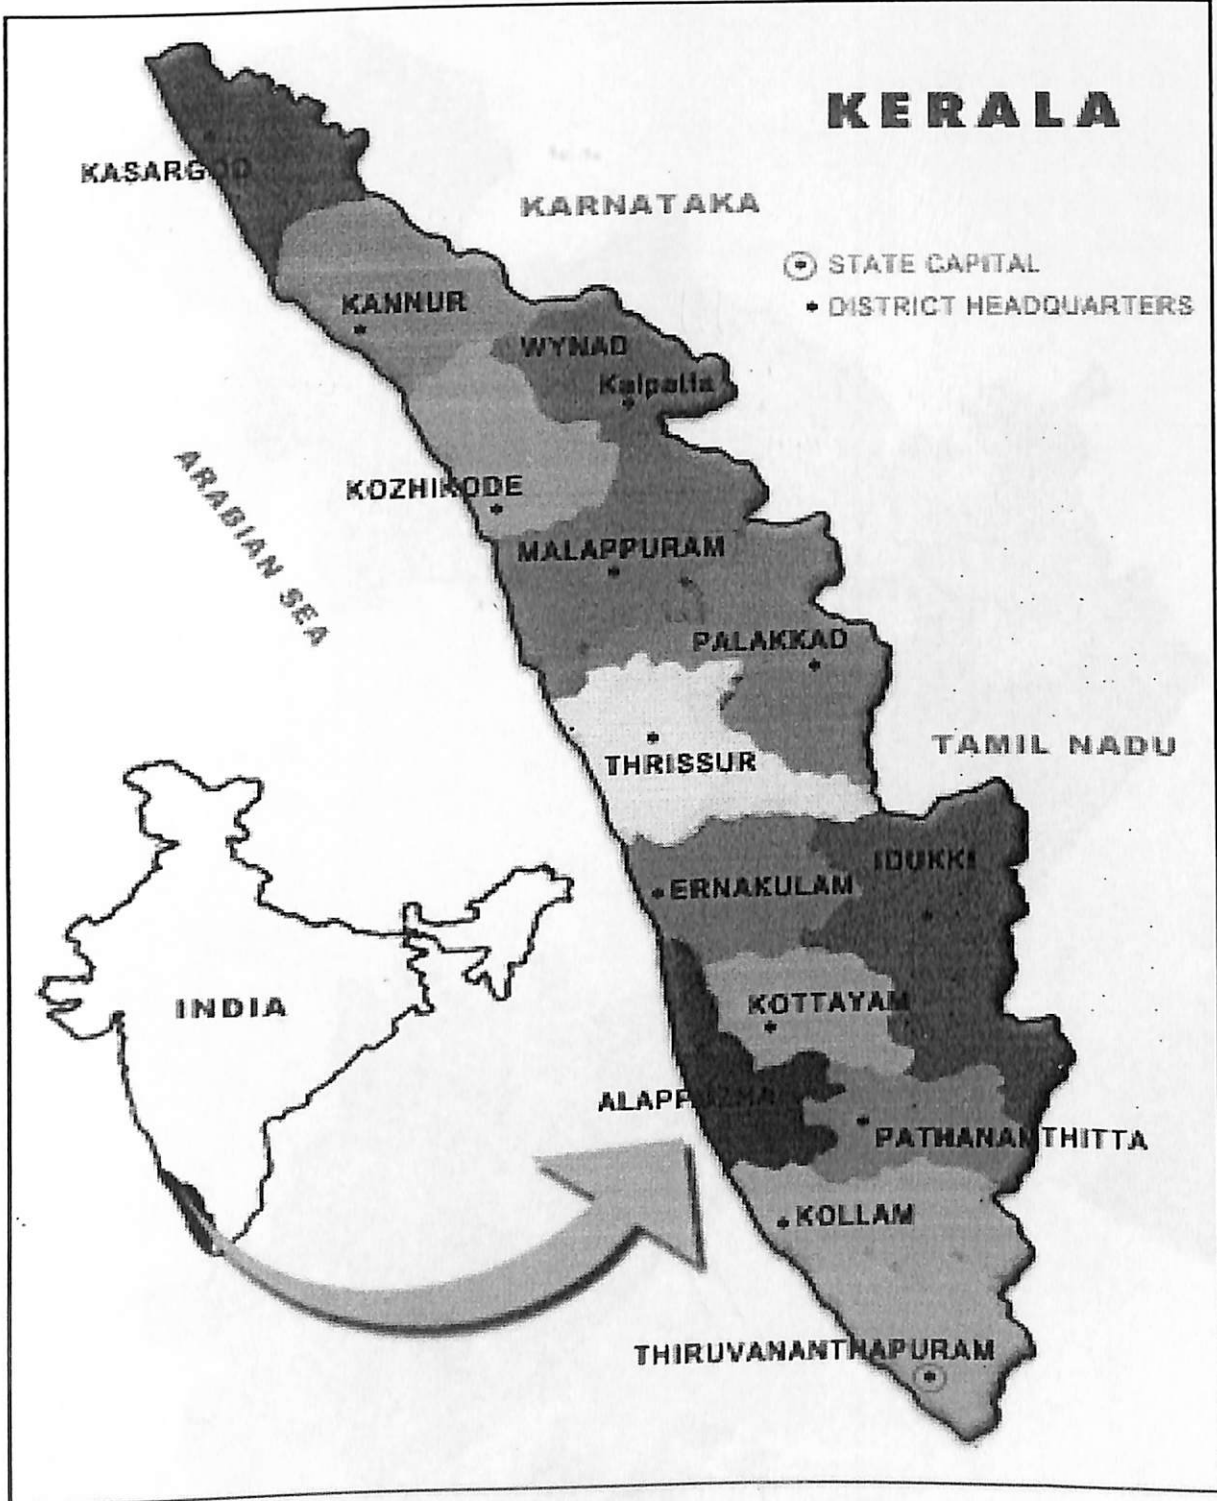 KERALA
KASARGOD
KARNATAKA
STATE CAPITAL
DISTRICT HEADQUARTERS
KANNUR
WYNAD
Kalpatta
ARABIAN SEA
KOZHIKODE
MALAPPURAM
PALAKKAD
TAMIL NADU
THRISSUR
IDUKKI
ERNAKULAM
INDIA
KOTTAYAM
ALAPPUZHA
PATHANANTHITTA
KOLLAM
THIRUVANANTHAPURAM